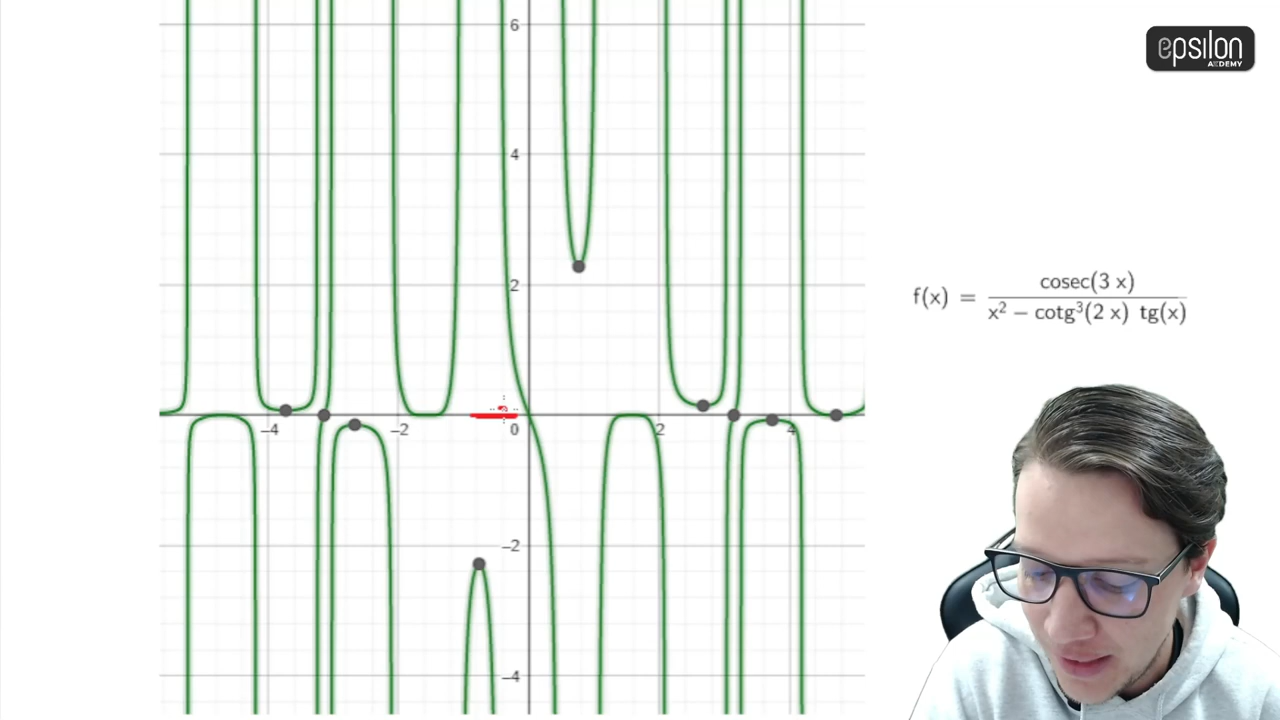 epsilon
ACADEMY
6
4
2
−4 −2 0 2 4
−2
−4
f(x) = cosec(3 x)
x² − cotg³(2 x) tg(x)